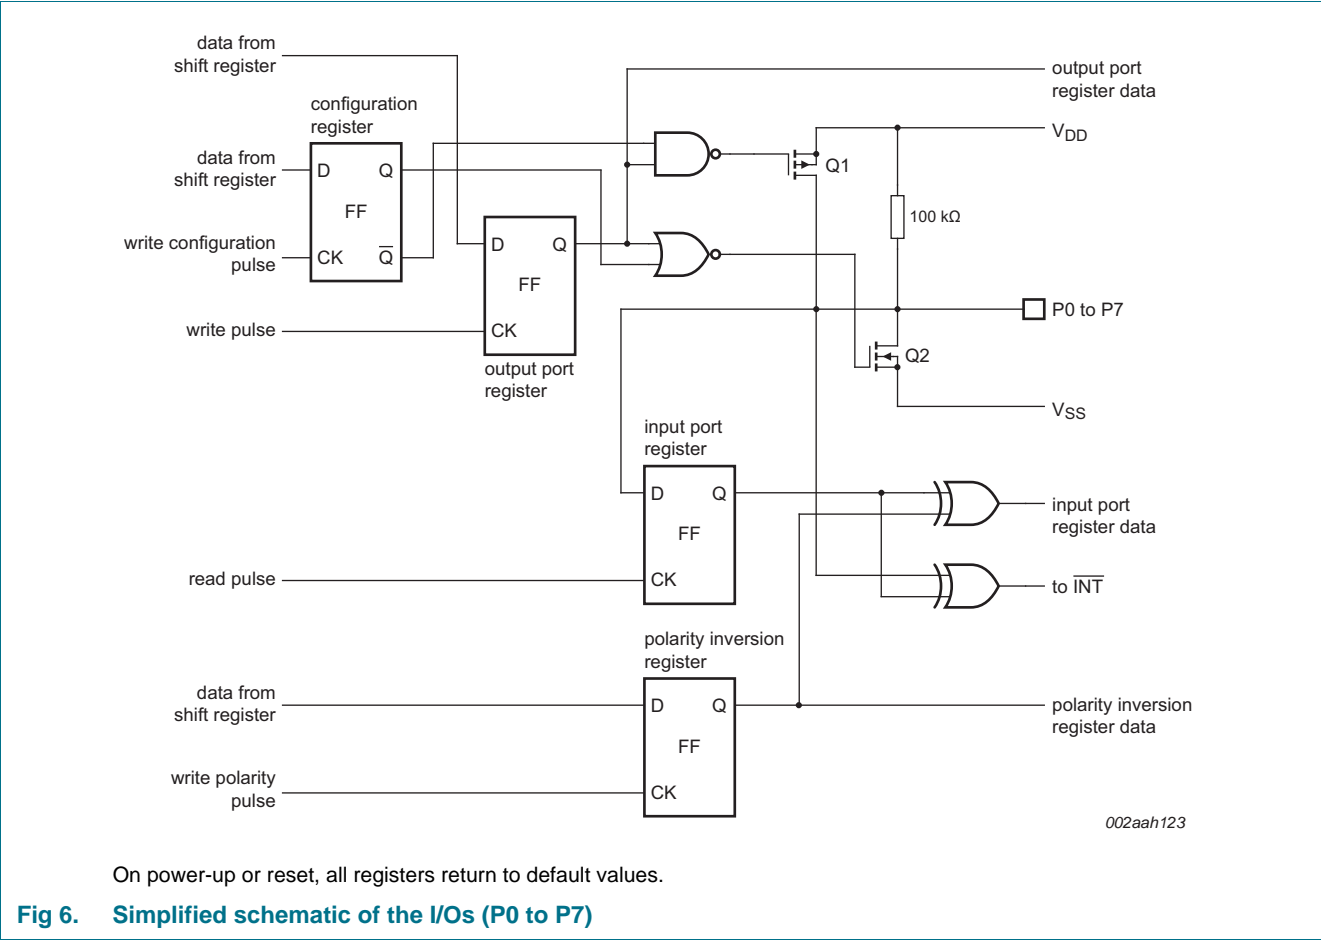 data from
shift register
output port
register data
configuration
register
VDD
data from
shift register
D
Q
Q1
FF
100 kΩ
write configuration
pulse
CK
Q̅
D
Q
FF
P0 to P7
write pulse
CK
Q2
output port
register
VSS
input port
register
D
Q
input port
register data
FF
read pulse
CK
to I̅N̅T̅
polarity inversion
register
data from
shift register
D
Q
polarity inversion
register data
FF
write polarity
pulse
CK
002aah123
On power-up or reset, all registers return to default values.
Fig 6. Simplified schematic of the I/Os (P0 to P7)